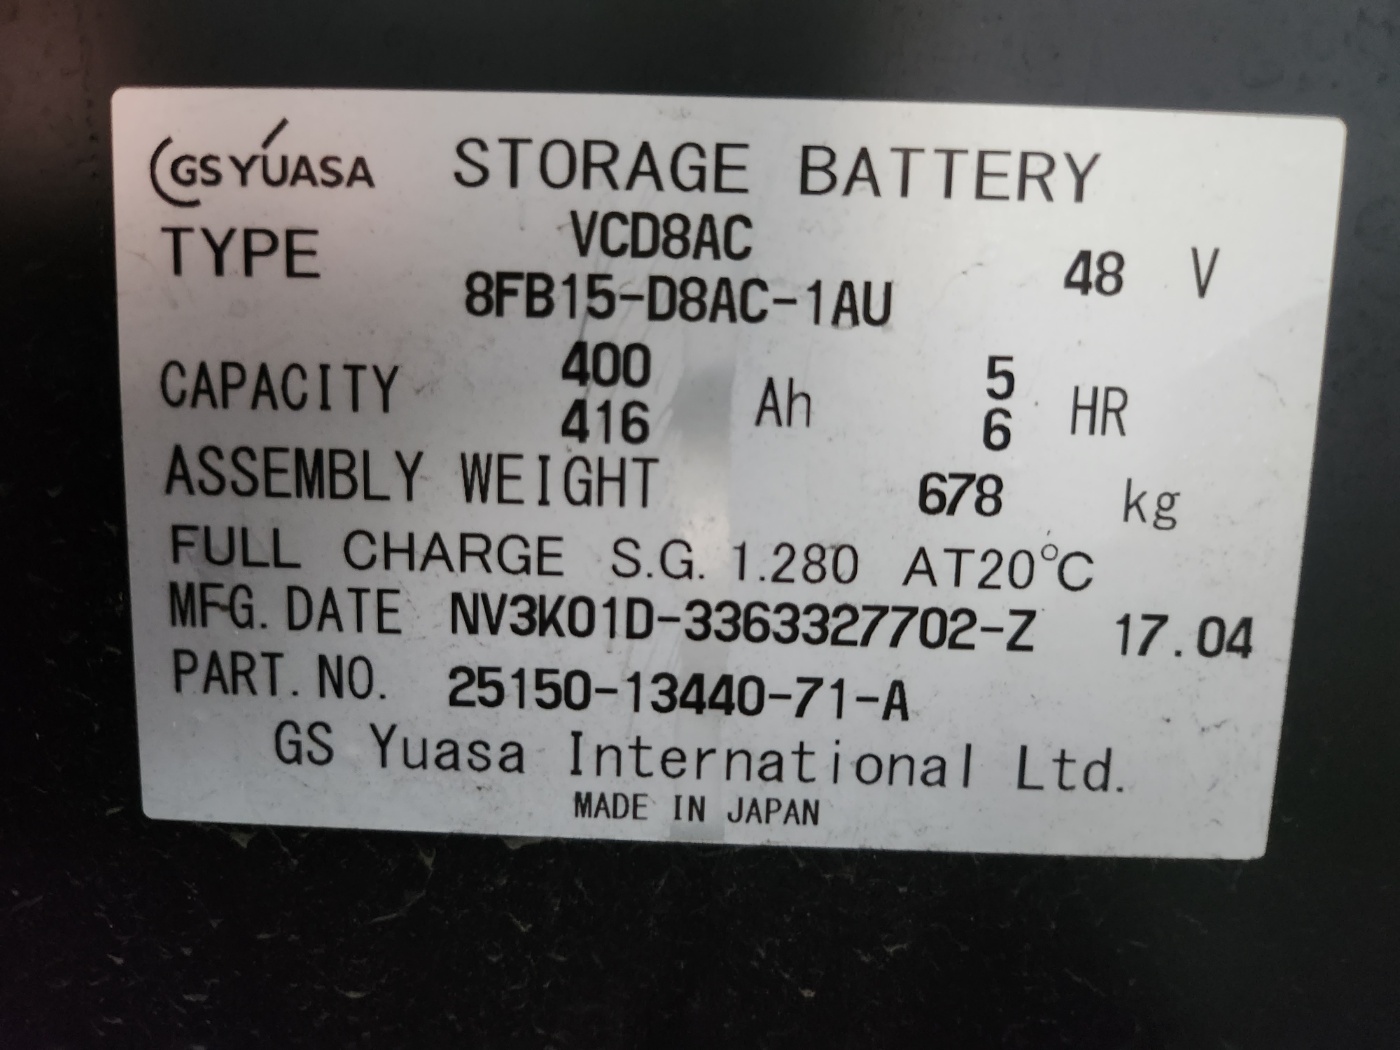 GS YUASA STORAGE BATTERY
TYPE VCD8AC 48 V
8FB15-D8AC-1AU
CAPACITY 400 Ah 5 HR
416 6
ASSEMBLY WEIGHT 678 kg
FULL CHARGE S.G. 1.280 AT20°C
MFG. DATE NV3K01D-3363327702-Z 17.04
PART. NO. 25150-13440-71-A
GS Yuasa International Ltd.
MADE IN JAPAN